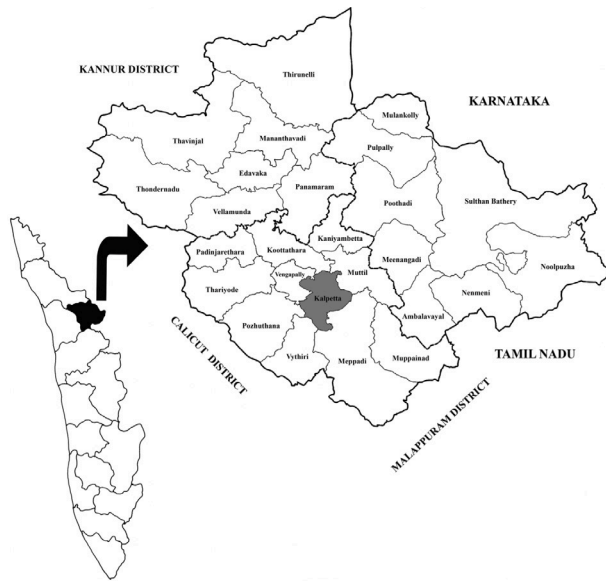 KANNUR DISTRICT
Thirunelli
KARNATAKA
Mulankolly
Thavinjal
Mananthavadi
Pulpally
Edavaka
Thondernadu
Panamaram
Poothadi
Sulthan Bathery
Vellamunda
Padinjarethara
Koottathara
Kaniyambetta
Meenangadi
Noolpuzha
Vengapally
Muttil
Thariyode
Kalpetta
Nenmeni
Ambalavayal
Pozhuthana
CALICUT DISTRICT
Vythiri
Meppadi
Muppainad
TAMIL NADU
MALAPPURAM DISTRICT